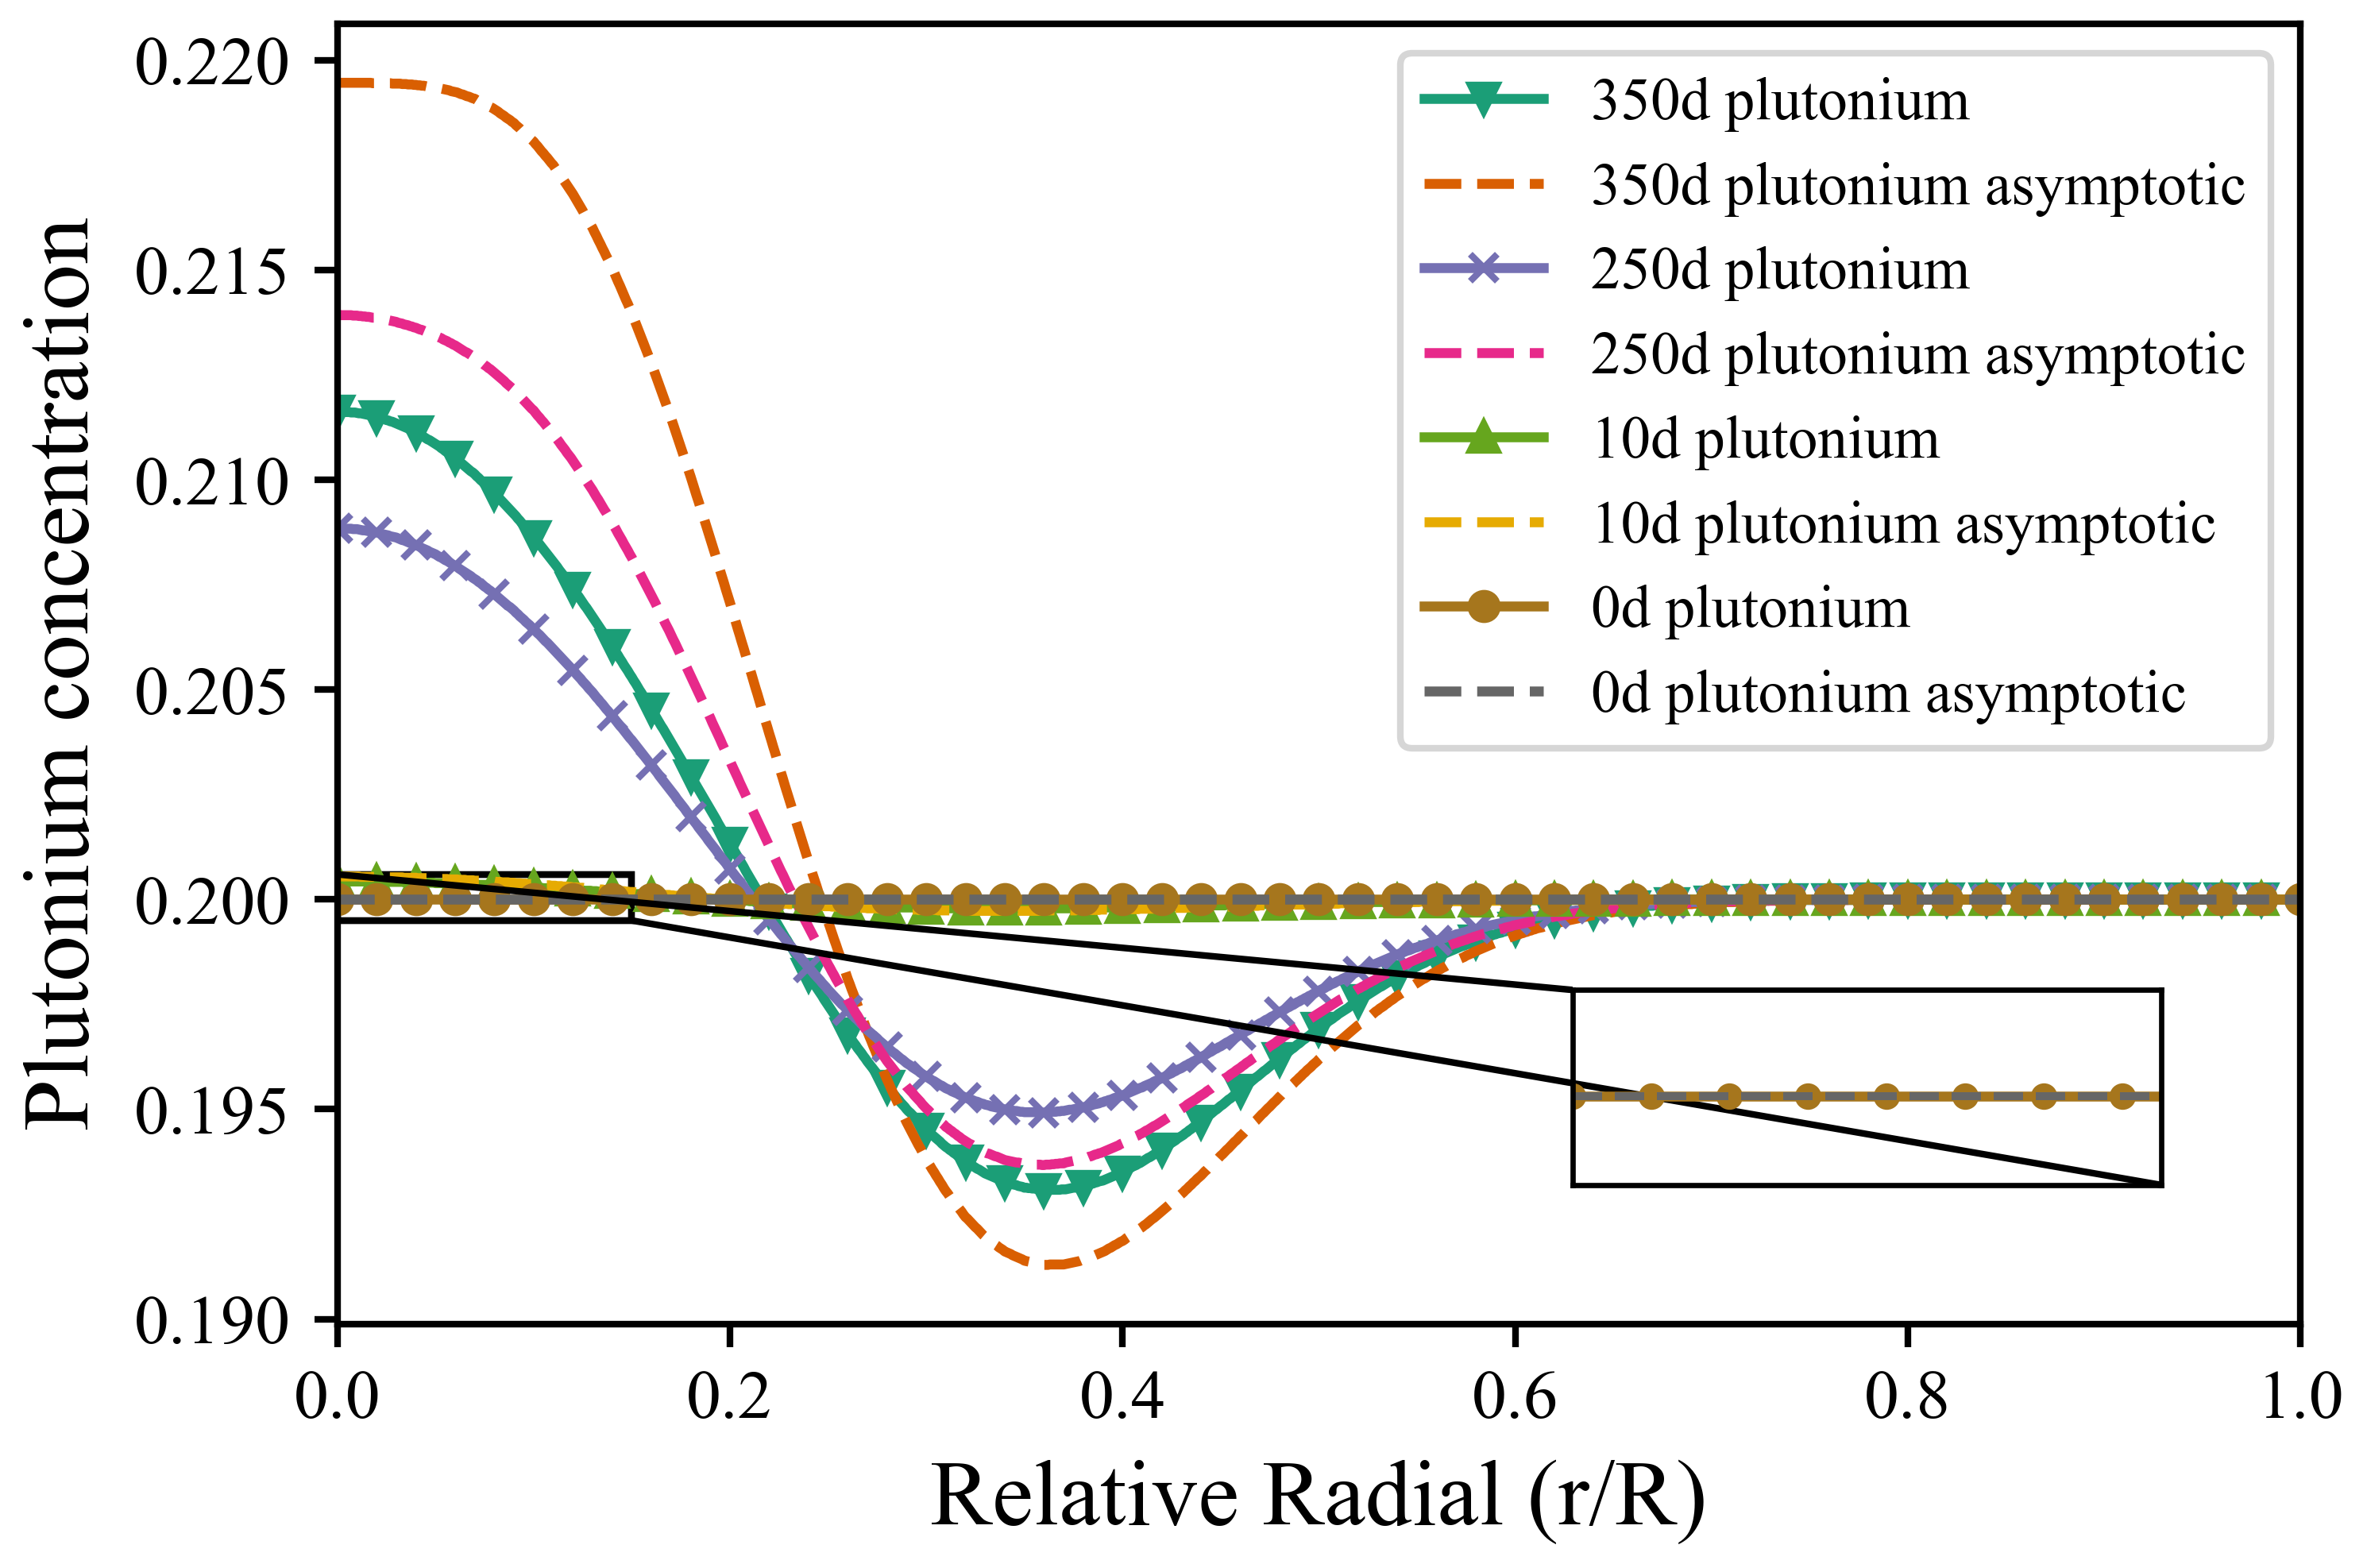 Plutonium concentration
0.220
0.215
0.210
0.205
0.200
0.195
0.190
350d plutonium
350d plutonium asymptotic
250d plutonium
250d plutonium asymptotic
10d plutonium
10d plutonium asymptotic
0d plutonium
0d plutonium asymptotic
0.0 0.2 0.4 0.6 0.8 1.0
Relative Radial (r/R)